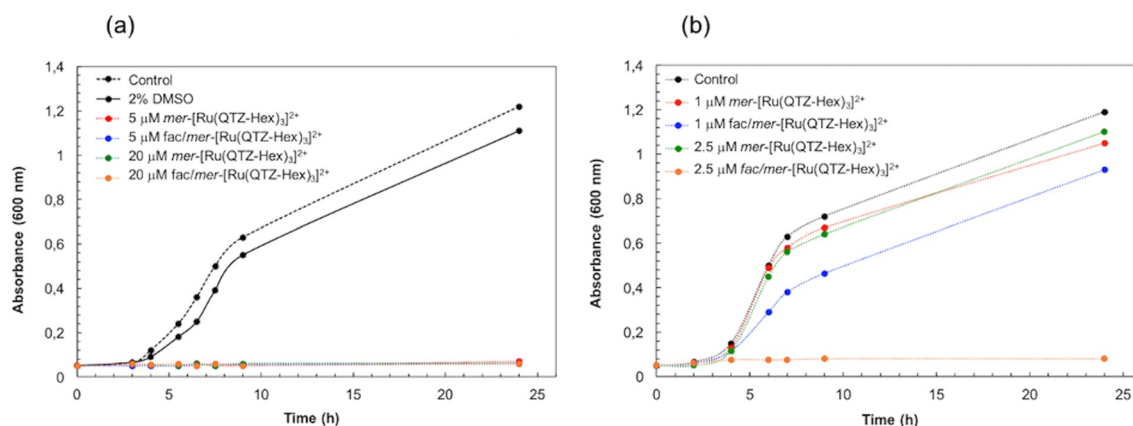 (a)
1,4
1,2
1
0,8
0,6
0,4
0,2
0
0
5
10
15
20
25
Absorbance (600 nm)
Time (h)
Control
2% DMSO
5 μM mer-[Ru(QTZ-Hex)₃]²⁺
5 μM fac/mer-[Ru(QTZ-Hex)₃]²⁺
20 μM mer-[Ru(QTZ-Hex)₃]²⁺
20 μM fac/mer-[Ru(QTZ-Hex)₃]²⁺
(b)
1,4
1,2
1
0,8
0,6
0,4
0,2
0
0
5
10
15
20
25
Absorbance (600 nm)
Time (h)
Control
1 μM mer-[Ru(QTZ-Hex)₃]²⁺
1 μM fac/mer-[Ru(QTZ-Hex)₃]²⁺
2.5 μM mer-[Ru(QTZ-Hex)₃]²⁺
2.5 μM fac/mer-[Ru(QTZ-Hex)₃]²⁺